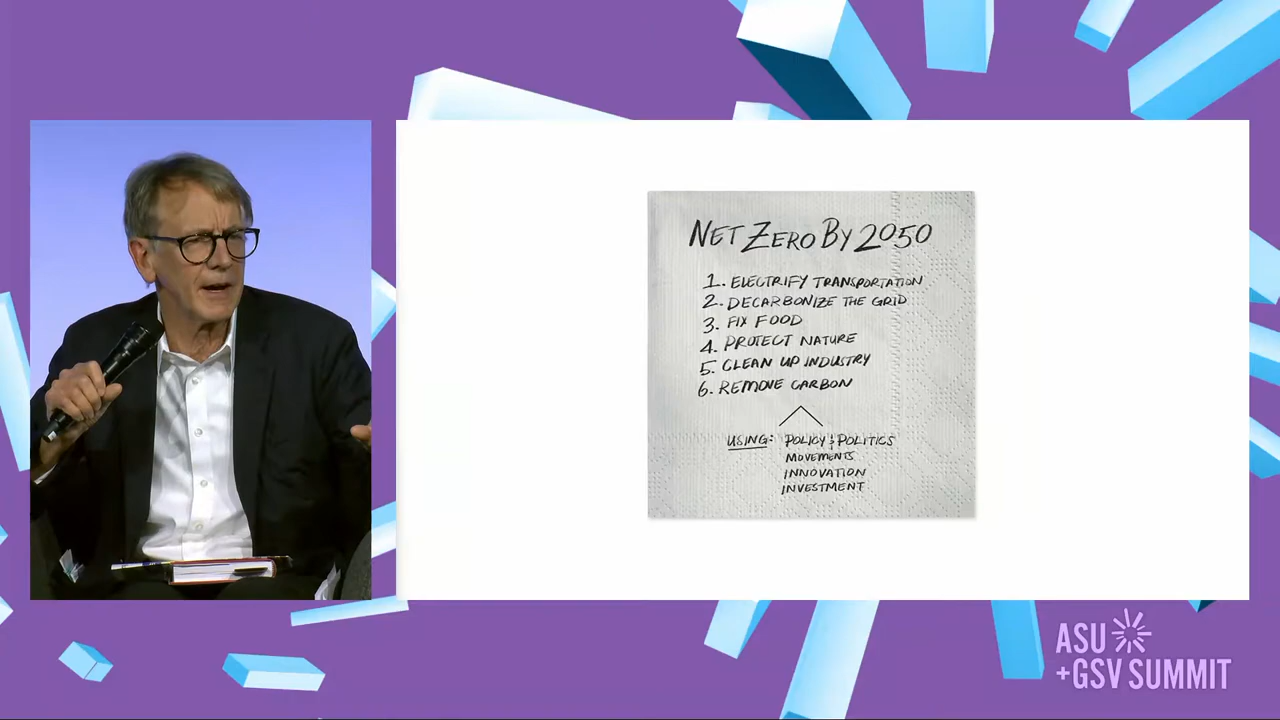 NET ZERO BY 2050
1. ELECTRIFY TRANSPORTATION
2. DECARBONIZE THE GRID
3. FIX FOOD
4. PROTECT NATURE
5. CLEAN UP INDUSTRY
6. REMOVE CARBON
USING: POLICY & POLITICS
MOVEMENTS
INNOVATION
INVESTMENT
ASU
+GSV SUMMIT